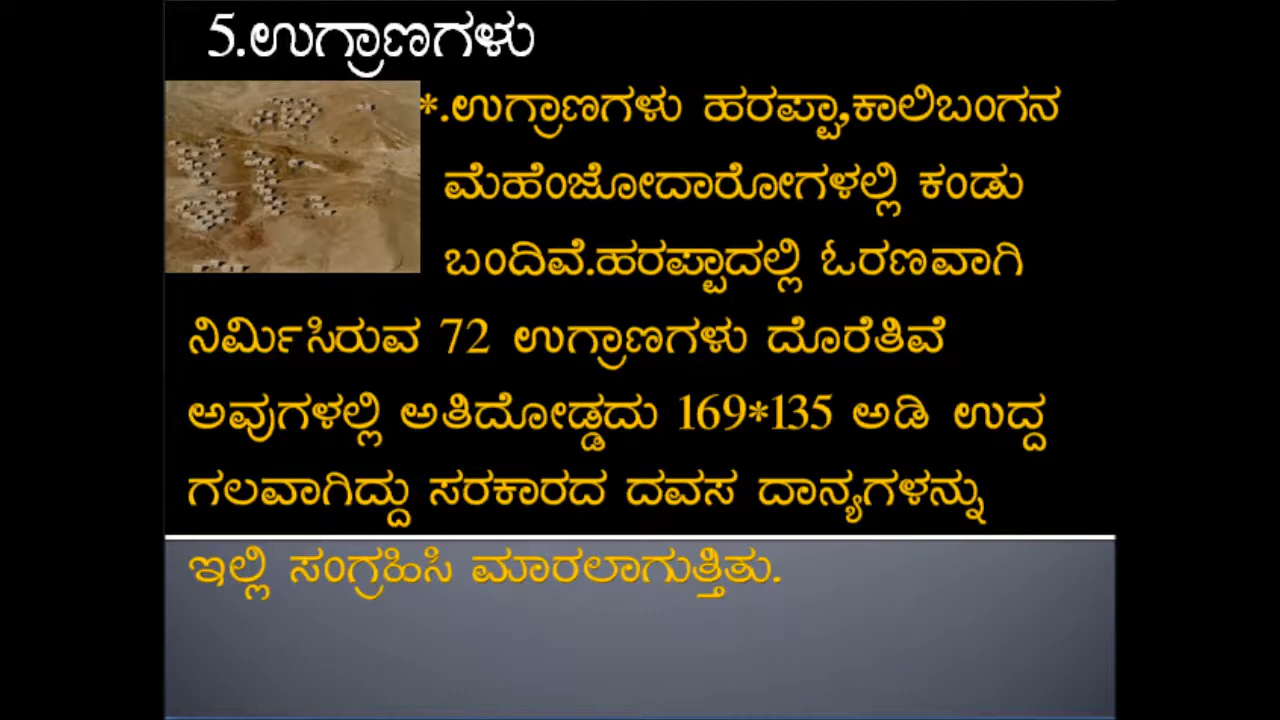 5.ಉಗ್ರಾಣಗಳು
*.ಉಗ್ರಾಣಗಳು ಹರಪ್ಪಾ,ಕಾಲಿಬಂಗನ
ಮೆಹೆಂಜೋದಾರೋಗಳಲ್ಲಿ ಕಂಡು
ಬಂದಿವೆ.ಹರಪ್ಪಾದಲ್ಲಿ ಓರಣವಾಗಿ
ನಿರ್ಮಿಸಿರುವ 72 ಉಗ್ರಾಣಗಳು ದೊರೆತಿವೆ
ಅವುಗಳಲ್ಲಿ ಅತಿದೋಡ್ಡದು 169*135 ಅಡಿ ಉದ್ದ
ಗಲವಾಗಿದ್ದು ಸರಕಾರದ ದವಸ ದಾನ್ಯಗಳನ್ನು
ಇಲ್ಲಿ ಸಂಗ್ರಹಿಸಿ ಮಾರಲಾಗುತ್ತಿತು.